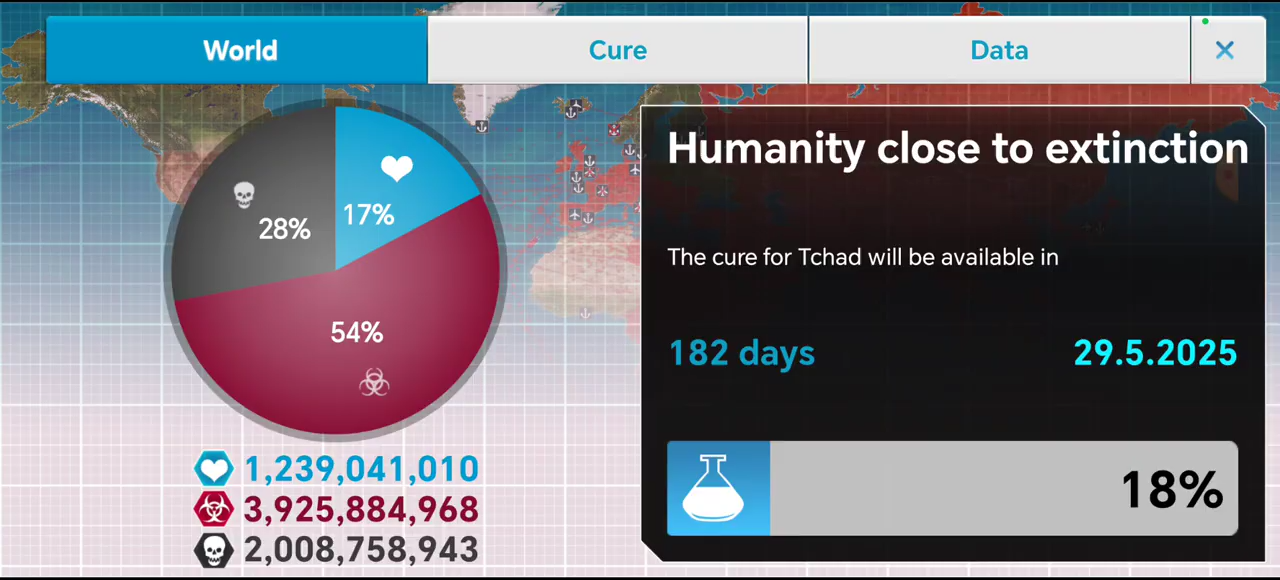 World
Cure
Data
×
28%
17%
54%
1,239,041,010
3,925,884,968
2,008,758,943
Humanity close to extinction
The cure for Tchad will be available in
182 days
29.5.2025
18%